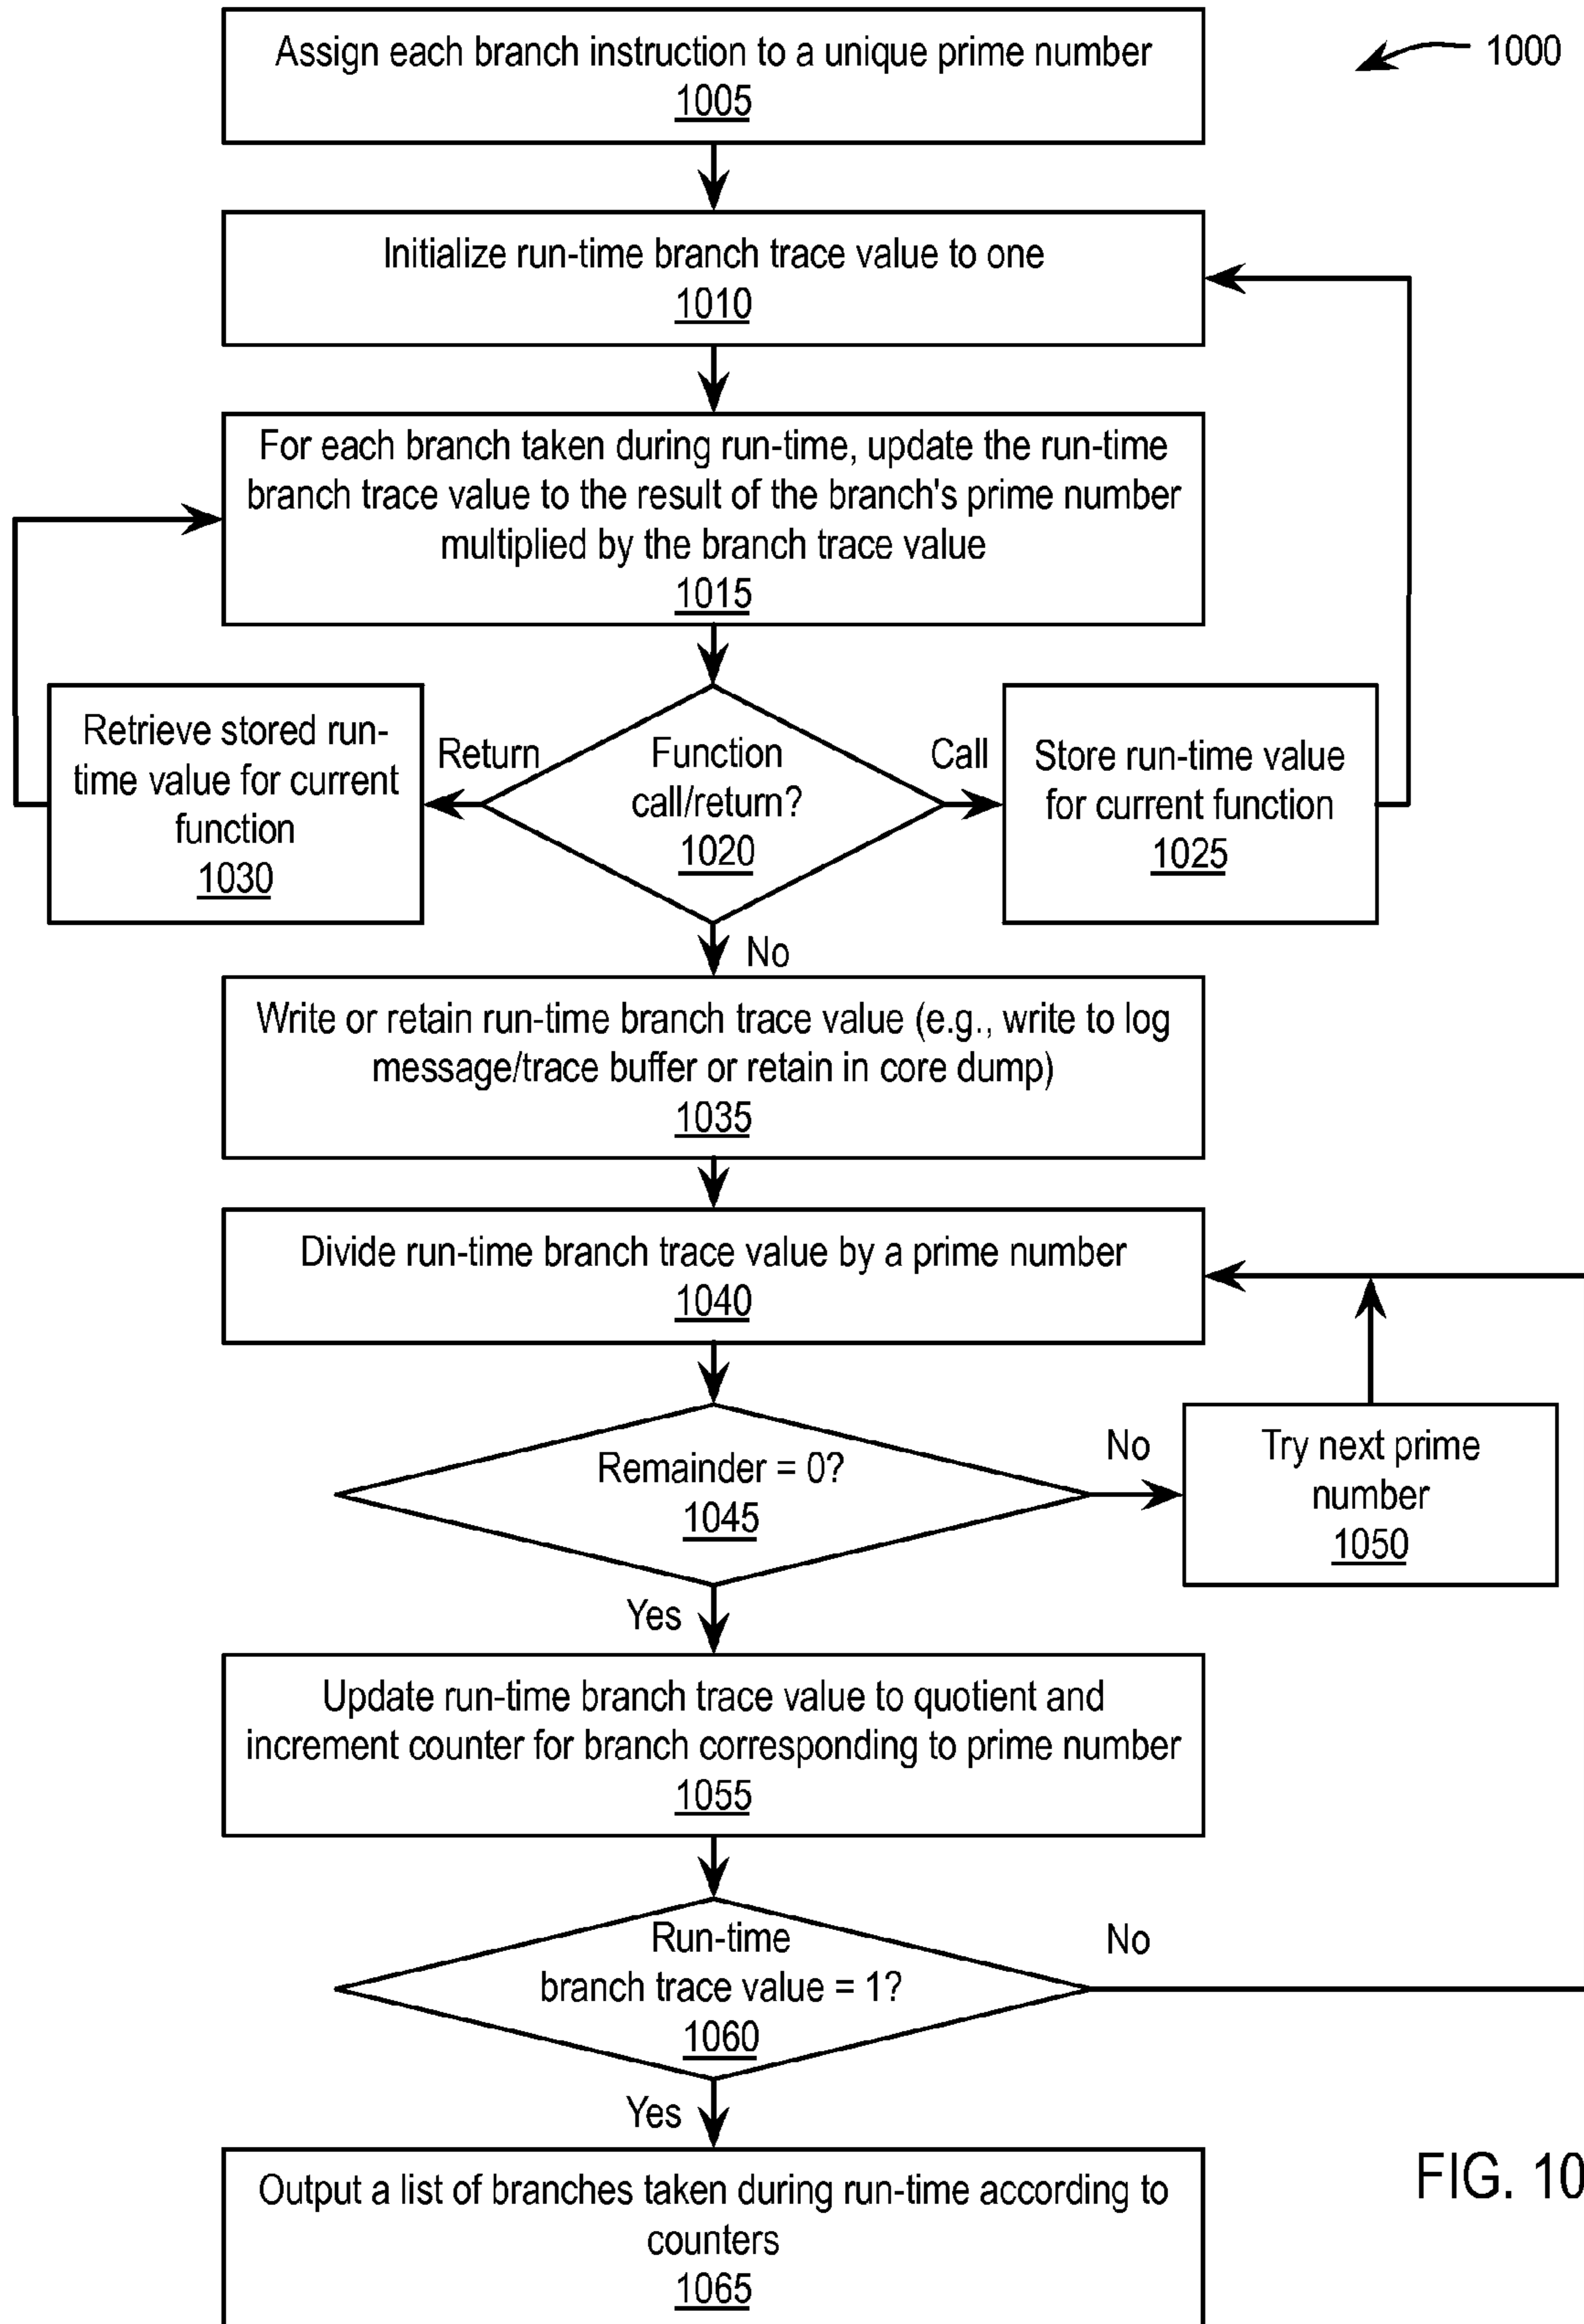 Assign each branch instruction to a unique prime number
1005
1000
Initialize run-time branch trace value to one
1010
For each branch taken during run-time, update the run-time
branch trace value to the result of the branch's prime number
multiplied by the branch trace value
1015
Retrieve stored run-
time value for current
function
1030
Return
Function
call/return?
1020
Call
Store run-time value
for current function
1025
No
Write or retain run-time branch trace value (e.g., write to log
message/trace buffer or retain in core dump)
1035
Divide run-time branch trace value by a prime number
1040
Remainder = 0?
1045
No
Try next prime
number
1050
Yes
Update run-time branch trace value to quotient and
increment counter for branch corresponding to prime number
1055
Run-time
branch trace value = 1?
1060
No
Yes
Output a list of branches taken during run-time according to
counters
1065
FIG. 10